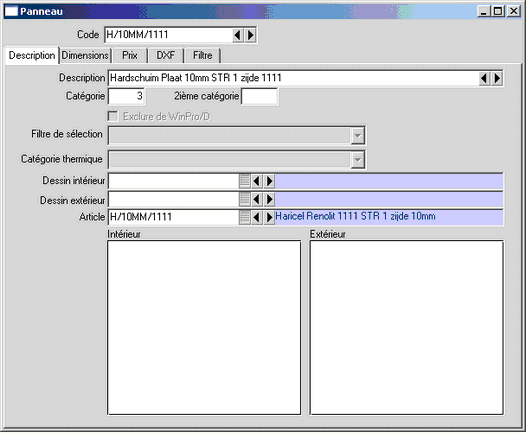 Panneau
Code H/10MM/1111
Description Dimensions Prix DXF Filtre
Description Hardschuim Plaat 10mm STR 1 zijde 1111
Catégorie 3 2ième catégorie
Exclure de WinPro/D
Filtre de sélection
Catégorie thermique
Dessin intérieur
Dessin extérieur
Article H/10MM/1111 Haricel Renolit 1111 STR 1 zijde 10mm
Intérieur Extérieur